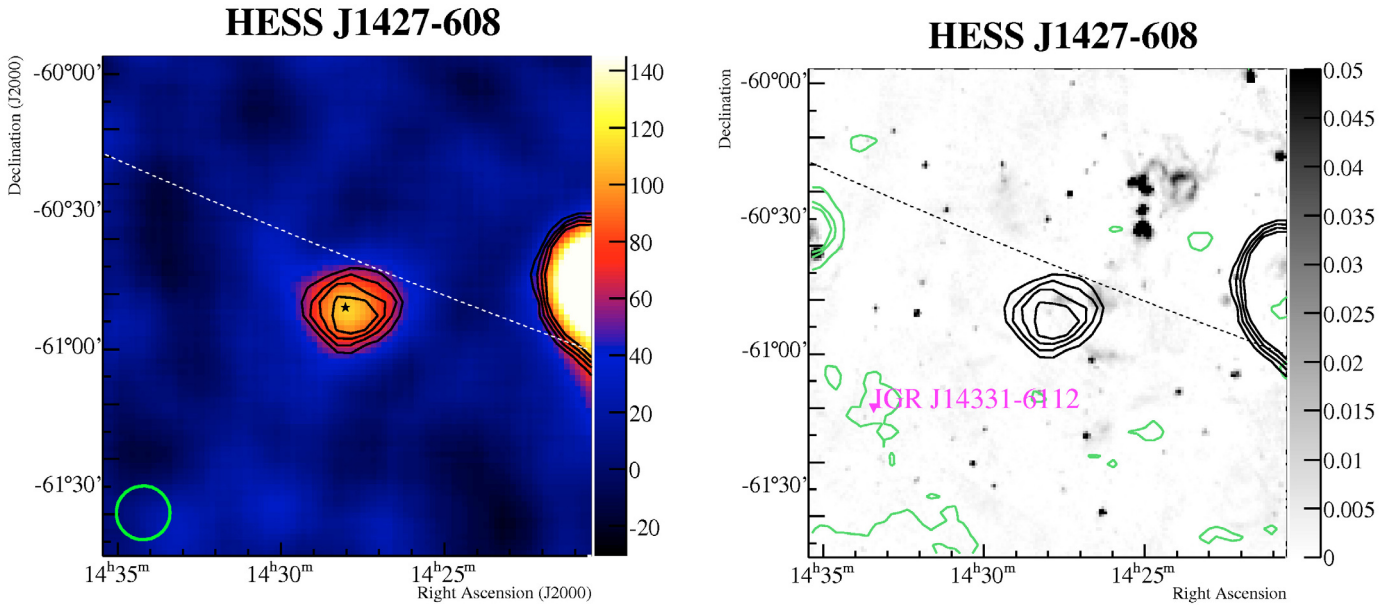 HESS J1427-608
Declination (J2000)
-60°00'
-60°30'
-61°00'
-61°30'
140
120
100
80
60
40
20
0
-20
14h35m
14h30m
14h25m
Right Ascension (J2000)
HESS J1427-608
Declination
-60°00'
-60°30'
-61°00'
-61°30'
IGR J14331-6112
0.05
0.045
0.04
0.035
0.03
0.025
0.02
0.015
0.01
0.005
0
14h35m
14h30m
14h25m
Right Ascension